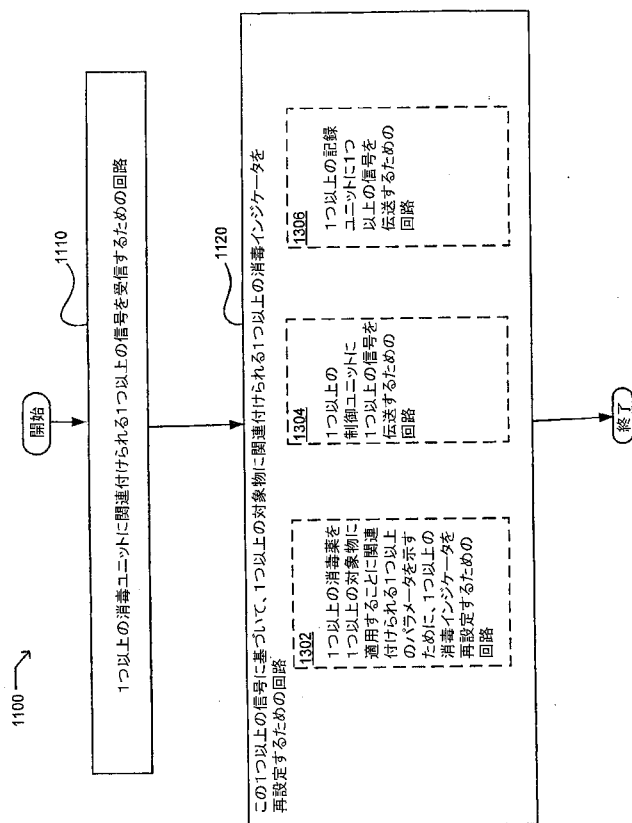 1100
開始
1110
1つ以上の消毒ユニットに関連付けられる1つ以上の信号を受信するための回路
1120
この1つ以上の信号に基づいて、1つ以上の対象物に関連付けられる1つ以上の消毒インジケータを
再設定するための回路
1302
1つ以上の消毒薬を
1つ以上の対象物に
適用することに関連
付けられる1つ以上
のパラメータを示す
ために、1つ以上の
消毒インジケータを
再設定するための
回路
1304
1つ以上の
制御ユニットに
1つ以上の信号を
伝送するための
回路
1306
1つ以上の記録
ユニットに1つ
以上の信号を
伝送するための
回路
終了